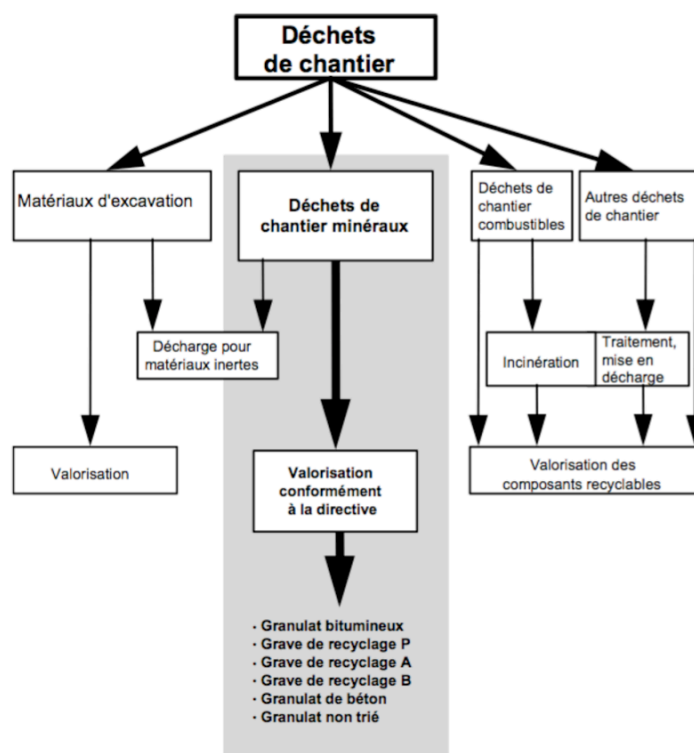 Déchets
de chantier
Matériaux d'excavation
Déchets de
chantier minéraux
Déchets de
chantier
combustibles
Autres déchets
de chantier
Décharge pour
matériaux inertes
Incinération
Traitement,
mise en
décharge
Valorisation
Valorisation
conformément
à la directive
Valorisation des
composants recyclables
· Granulat bitumineux
· Grave de recyclage P
· Grave de recyclage A
· Grave de recyclage B
· Granulat de béton
· Granulat non trié